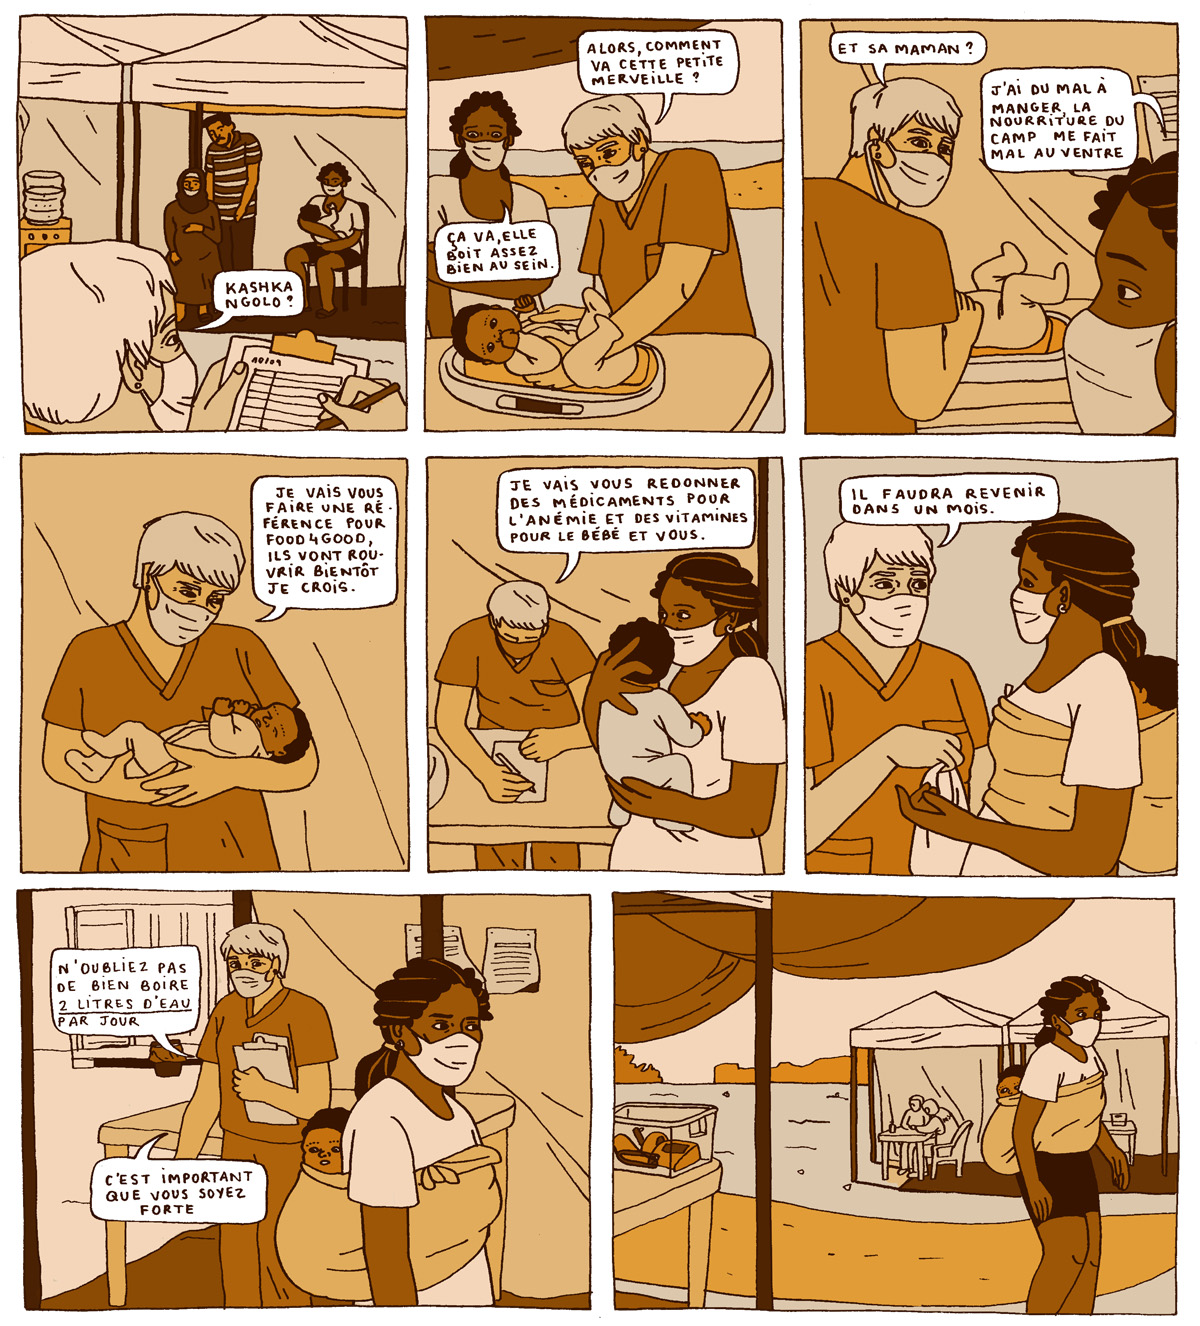 KASHKA
NGOLO?
10/09
ALORS, COMMENT
VA CETTE PETITE
MERVEILLE ?
ÇA VA, ELLE
BOIT ASSEZ
BIEN AU SEIN.
ET SA MAMAN ?
J'AI DU MAL À
MANGER, LA
NOURRITURE DU
CAMP ME FAIT
MAL AU VENTRE
JE VAIS VOUS
FAIRE UNE RÉ-
FÉRENCE POUR
FOOD4GOOD,
ILS VONT ROU-
VRIR BIENTÔT
JE CROIS.
JE VAIS VOUS REDONNER
DES MÉDICAMENTS POUR
L'ANÉMIE ET DES VITAMINES
POUR LE BÉBÉ ET VOUS.
IL FAUDRA REVENIR
DANS UN MOIS.
N'OUBLIEZ PAS
DE BIEN BOIRE
2 LITRES D'EAU
PAR JOUR
C'EST IMPORTANT
QUE VOUS SOYEZ
FORTE